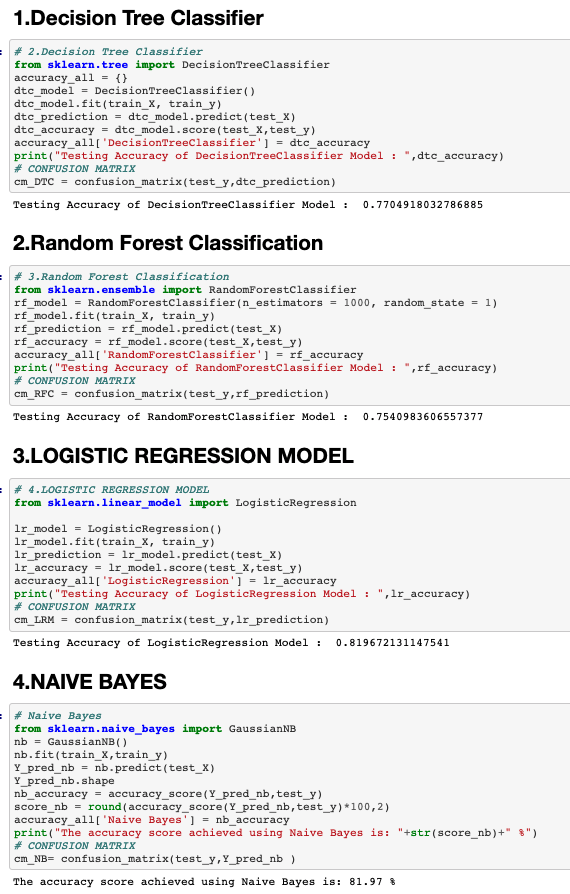 1.Decision Tree Classifier
: # 2.Decision Tree Classifier
from sklearn.tree import DecisionTreeClassifier
accuracy_all = {}
dtc_model = DecisionTreeClassifier()
dtc_model.fit(train_X, train_y)
dtc_prediction = dtc_model.predict(test_X)
dtc_accuracy = dtc_model.score(test_X,test_y)
accuracy_all['DecisionTreeClassifier'] = dtc_accuracy
print("Testing Accuracy of DecisionTreeClassifier Model : ",dtc_accuracy)
# CONFUSION MATRIX
cm_DTC = confusion_matrix(test_y,dtc_prediction)
Testing Accuracy of DecisionTreeClassifier Model :  0.7704918032786885
2.Random Forest Classification
: # 3.Random Forest Classification
from sklearn.ensemble import RandomForestClassifier
rf_model = RandomForestClassifier(n_estimators = 1000, random_state = 1)
rf_model.fit(train_X, train_y)
rf_prediction = rf_model.predict(test_X)
rf_accuracy = rf_model.score(test_X,test_y)
accuracy_all['RandomForestClassifier'] = rf_accuracy
print("Testing Accuracy of RandomForestClassifier Model : ",rf_accuracy)
# CONFUSION MATRIX
cm_RFC = confusion_matrix(test_y,rf_prediction)
Testing Accuracy of RandomForestClassifier Model :  0.7540983606557377
3.LOGISTIC REGRESSION MODEL
: # 4.LOGISTIC REGRESSION MODEL
from sklearn.linear_model import LogisticRegression
lr_model = LogisticRegression()
lr_model.fit(train_X, train_y)
lr_prediction = lr_model.predict(test_X)
lr_accuracy = lr_model.score(test_X,test_y)
accuracy_all['LogisticRegression'] = lr_accuracy
print("Testing Accuracy of LogisticRegression Model : ",lr_accuracy)
# CONFUSION MATRIX
cm_LRM = confusion_matrix(test_y,lr_prediction)
Testing Accuracy of LogisticRegression Model :  0.819672131147541
4.NAIVE BAYES
: # Naive Bayes
from sklearn.naive_bayes import GaussianNB
nb = GaussianNB()
nb.fit(train_X,train_y)
Y_pred_nb = nb.predict(test_X)
Y_pred_nb.shape
nb_accuracy = accuracy_score(Y_pred_nb,test_y)
score_nb = round(accuracy_score(Y_pred_nb,test_y)*100,2)
accuracy_all['Naive Bayes'] = nb_accuracy
print("The accuracy score achieved using Naive Bayes is: "+str(score_nb)+" %")
# CONFUSION MATRIX
cm_NB= confusion_matrix(test_y,Y_pred_nb )
The accuracy score achieved using Naive Bayes is: 81.97 %